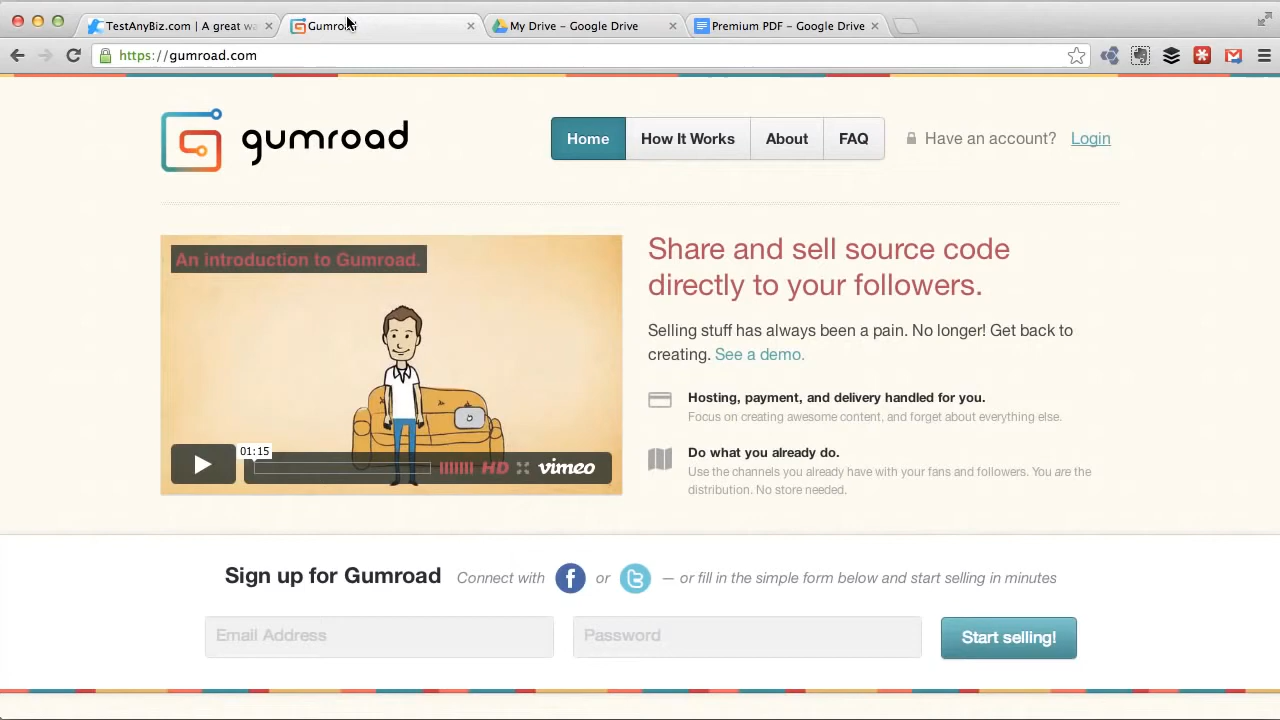 TestAnyBiz.com | A great wa
Gumroa
My Drive - Google Drive
Premium PDF - Google Drive
https://gumroad.com
gumroad
Home
How It Works
About
FAQ
Have an account?
Login
An introduction to Gumroad.
01:15
HD
vimeo
Share and sell source code
directly to your followers.
Selling stuff has always been a pain. No longer! Get back to
creating. See a demo.
Hosting, payment, and delivery handled for you.
Focus on creating awesome content, and forget about everything else.
Do what you already do.
Use the channels you already have with your fans and followers. You are the
distribution. No store needed.
Sign up for Gumroad
Connect with f or t — or fill in the simple form below and start selling in minutes
Email Address
Password
Start selling!